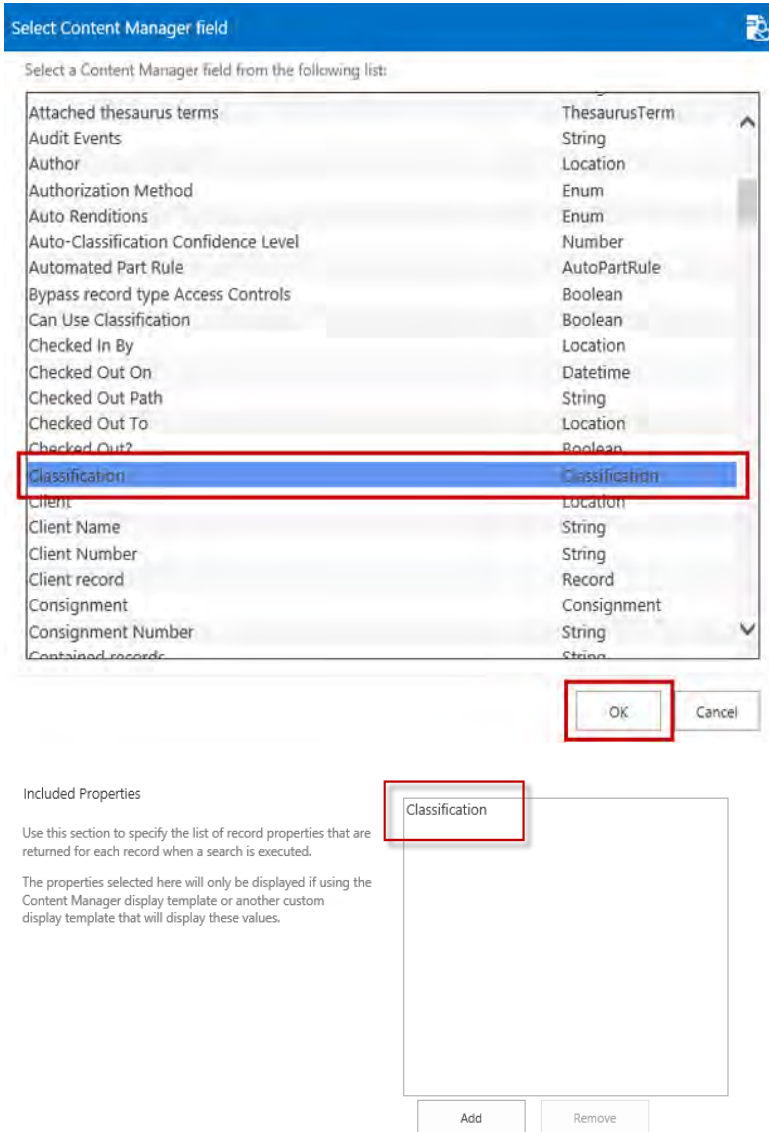 Select Content Manager field
Select a Content Manager field from the following list:
Attached thesaurus terms ThesaurusTerm
Audit Events String
Author Location
Authorization Method Enum
Auto Renditions Enum
Auto-Classification Confidence Level Number
Automated Part Rule AutoPartRule
Bypass record type Access Controls Boolean
Can Use Classification Boolean
Checked In By Location
Checked Out On Datetime
Checked Out Path String
Checked Out To Location
Checked Out? Boolean
Classification Classification
Client Location
Client Name String
Client Number String
Client record Record
Consignment Consignment
Consignment Number String
Contained records String
OK Cancel
Included Properties
Classification
Use this section to specify the list of record properties that are
returned for each record when a search is executed.
The properties selected here will only be displayed if using the
Content Manager display template or another custom
display template that will display these values.
Add Remove